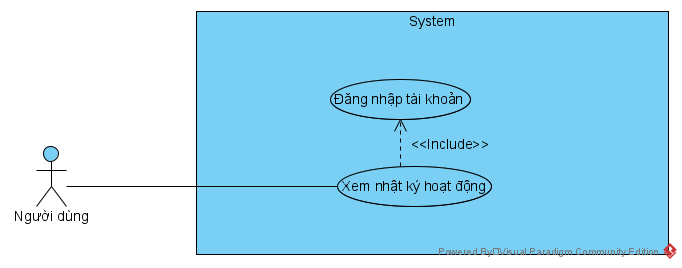 System
Đăng nhập tài khoản
<<Include>>
Xem nhật ký hoạt động
Người dùng
Powered By Visual Paradigm Community Edition